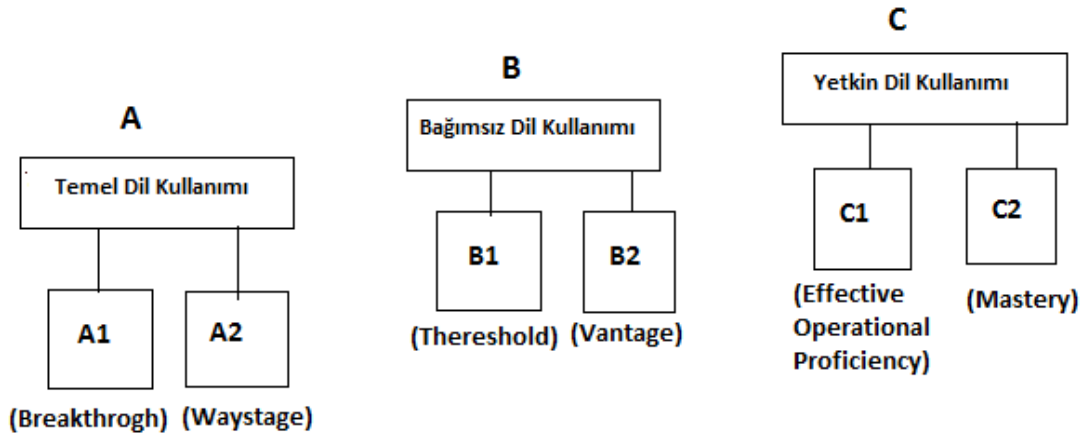 A
Temel Dil Kullanımı
A1
A2
(Breakthrogh)
(Waystage)
B
Bağımsız Dil Kullanımı
B1
B2
(Thereshold)
(Vantage)
C
Yetkin Dil Kullanımı
C1
C2
(Effective
Operational
Proficiency)
(Mastery)